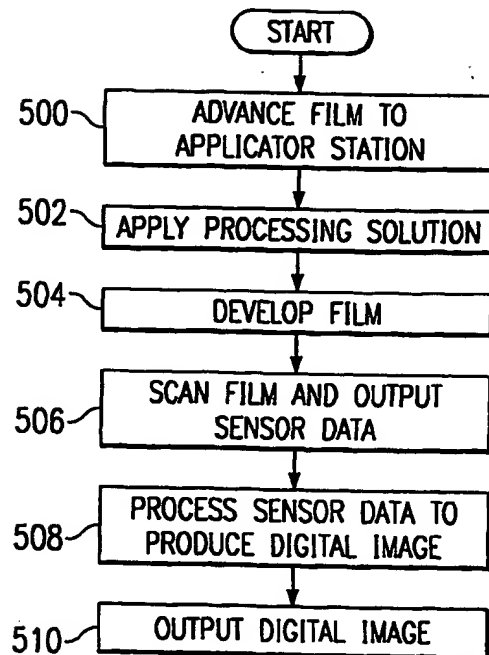 START
500
ADVANCE FILM TO
APPLICATOR STATION
502
APPLY PROCESSING SOLUTION
504
DEVELOP FILM
506
SCAN FILM AND OUTPUT
SENSOR DATA
508
PROCESS SENSOR DATA TO
PRODUCE DIGITAL IMAGE
510
OUTPUT DIGITAL IMAGE